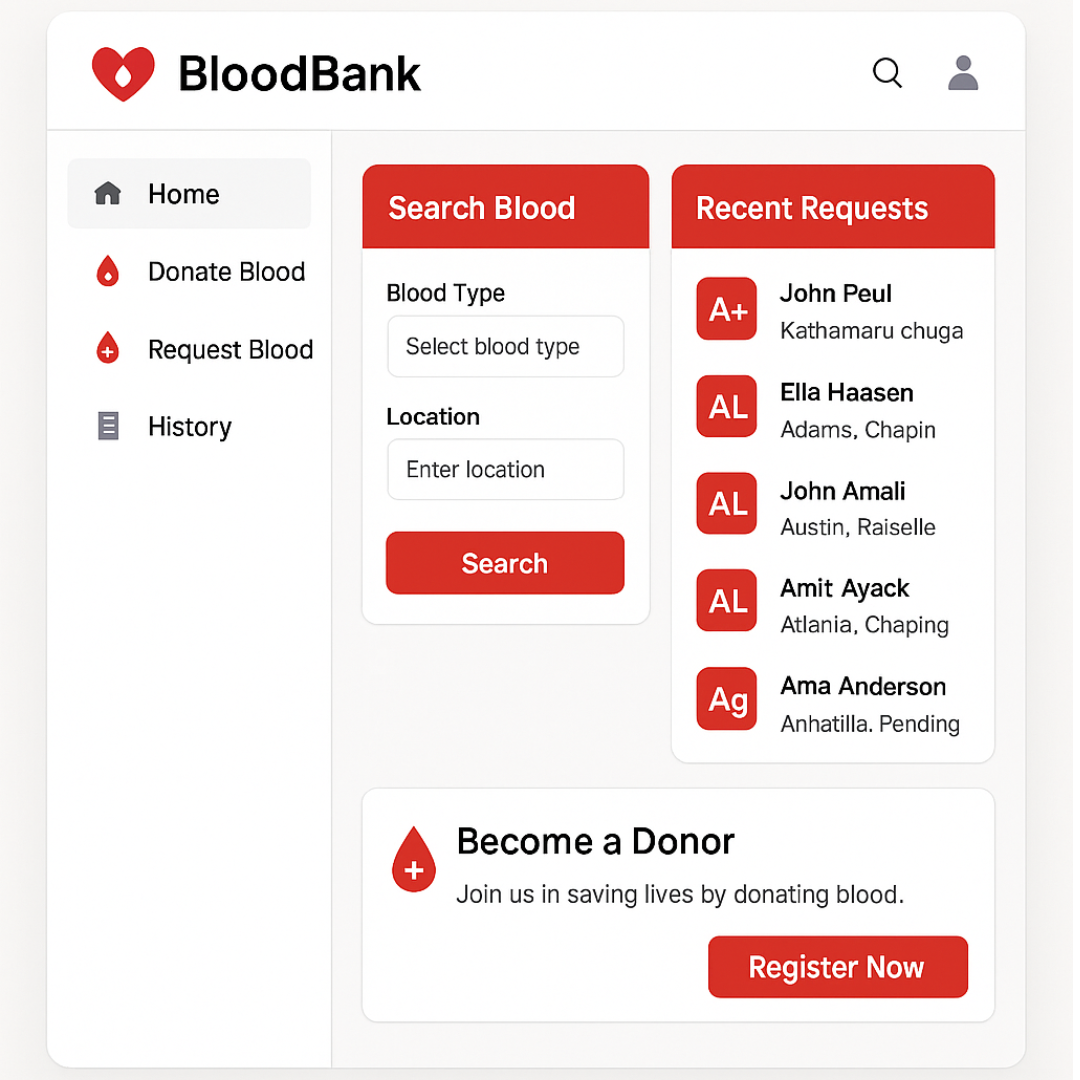 BloodBank
Home
Donate Blood
Request Blood
History
Search Blood
Blood Type
Select blood type
Location
Enter location
Search
Recent Requests
A+
John Peul
Kathamaru chuga
AL
Ella Haasen
Adams, Chapin
AL
John Amali
Austin, Raiselle
AL
Amit Ayack
Atlania, Chaping
Ag
Ama Anderson
Anhatilla. Pending
Become a Donor
Join us in saving lives by donating blood.
Register Now